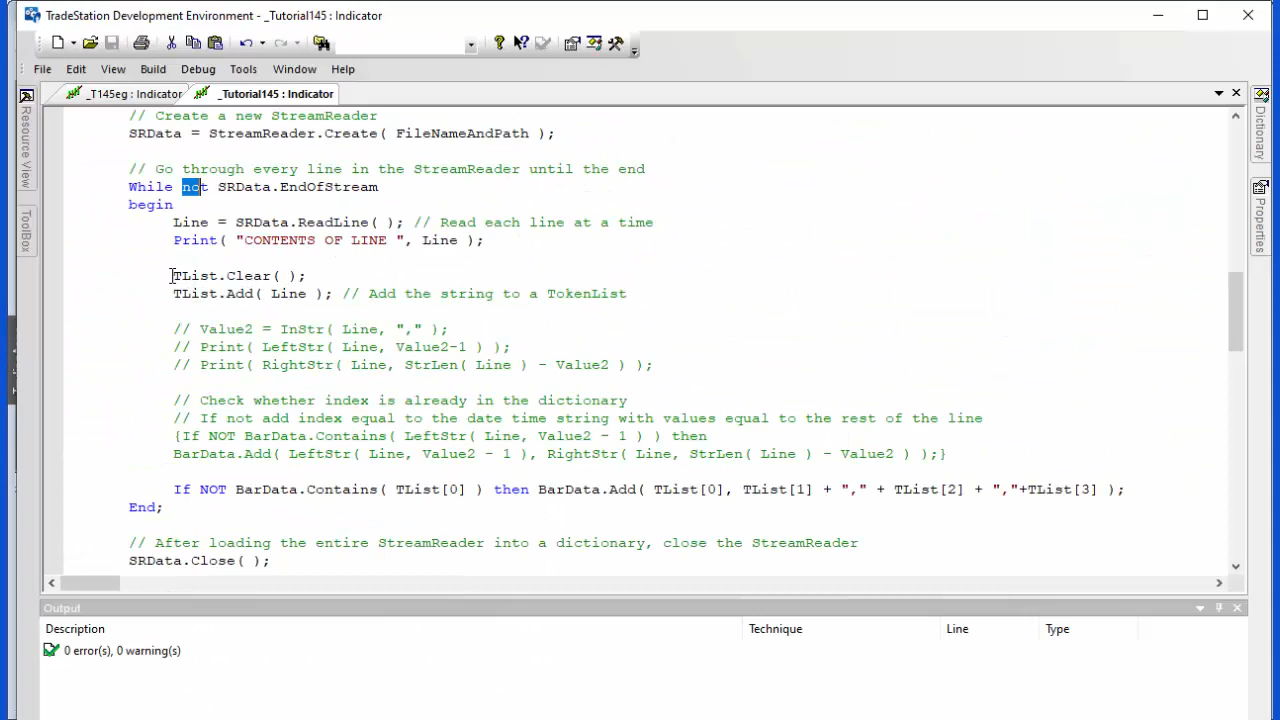 TradeStation Development Environment - _Tutorial145 : Indicator
File Edit View Build Debug Tools Window Help
_T145eg : Indicator _Tutorial145 : Indicator
Resource View
ToolBox
Dictionary
Properties
// Create a new StreamReader
SRData = StreamReader.Create( FileNameAndPath );
// Go through every line in the StreamReader until the end
While not SRData.EndOfStream
begin
Line = SRData.ReadLine( ); // Read each line at a time
Print( "CONTENTS OF LINE ", Line );
TList.Clear( );
TList.Add( Line ); // Add the string to a TokenList
// Value2 = InStr( Line, "," );
// Print( LeftStr( Line, Value2-1 ) );
// Print( RightStr( Line, StrLen( Line ) - Value2 ) );
// Check whether index is already in the dictionary
// If not add index equal to the date time string with values equal to the rest of the line
{If NOT BarData.Contains( LeftStr( Line, Value2 - 1 ) ) then
BarData.Add( LeftStr( Line, Value2 - 1 ), RightStr( Line, StrLen( Line ) - Value2 ) );}
If NOT BarData.Contains( TList[0] ) then BarData.Add( TList[0], TList[1] + "," + TList[2] + ","+TList[3] );
End;
// After loading the entire StreamReader into a dictionary, close the StreamReader
SRData.Close( );
Output
Description Technique Line Type
0 error(s), 0 warning(s)